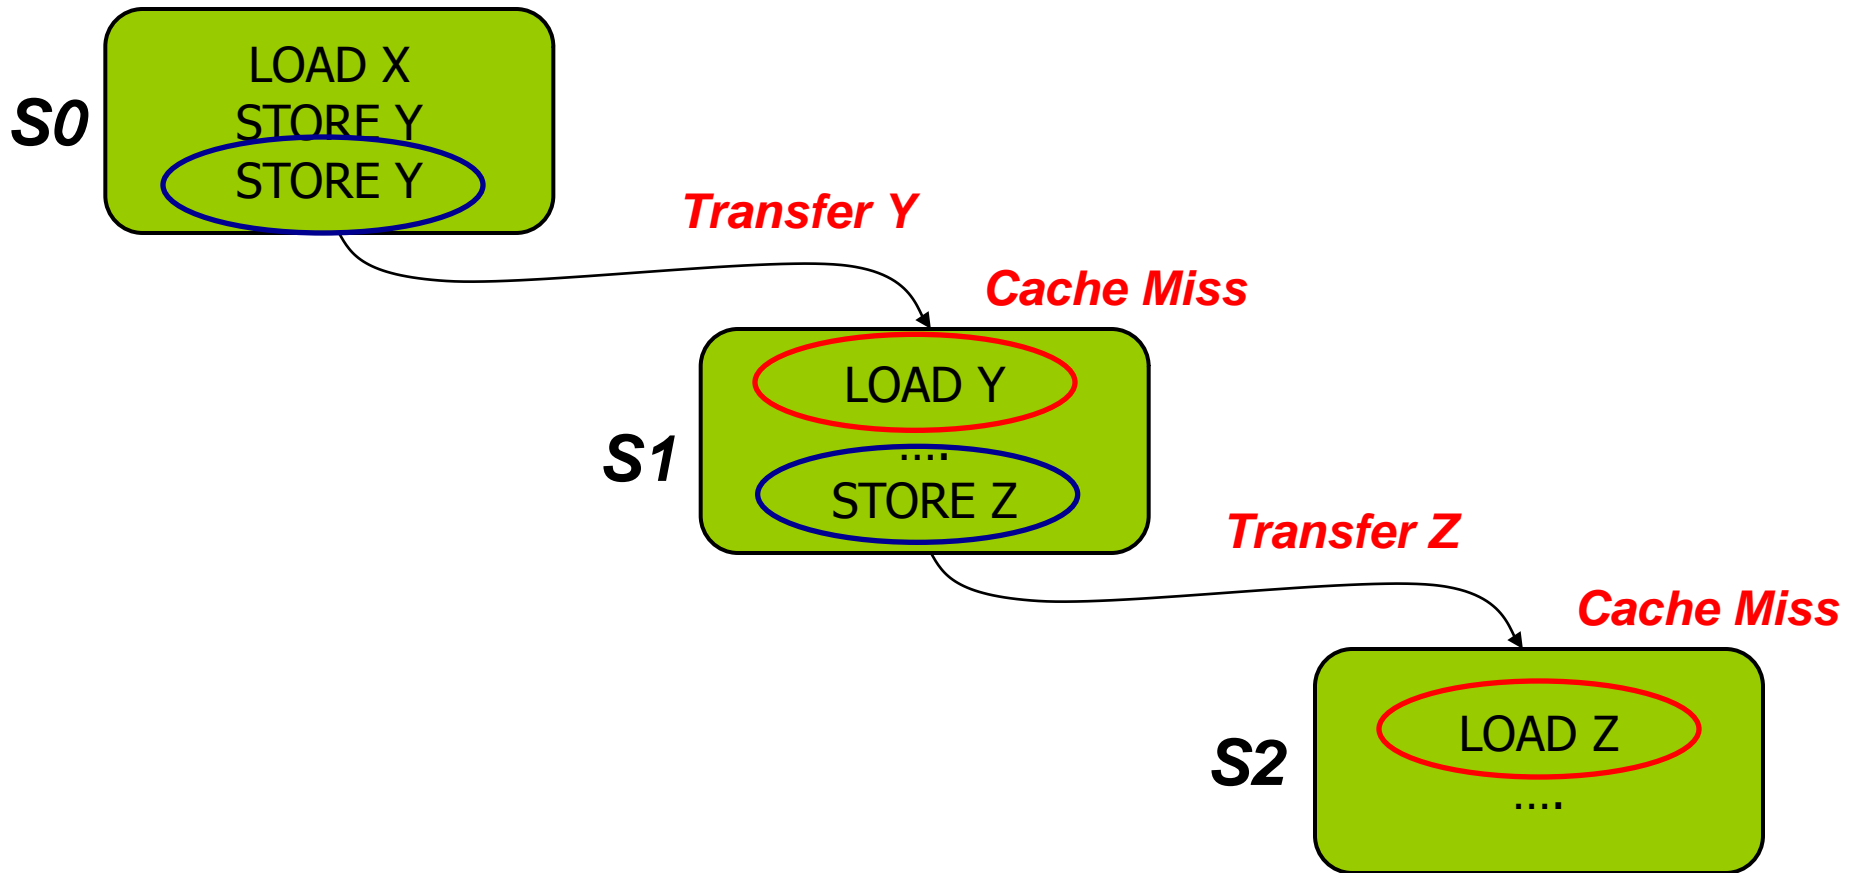 LOAD X
STORE Y
S0
STORE Y
Transfer Y
Cache Miss
LOAD Y
S1
....
STORE Z
Transfer Z
Cache Miss
LOAD Z
S2
....